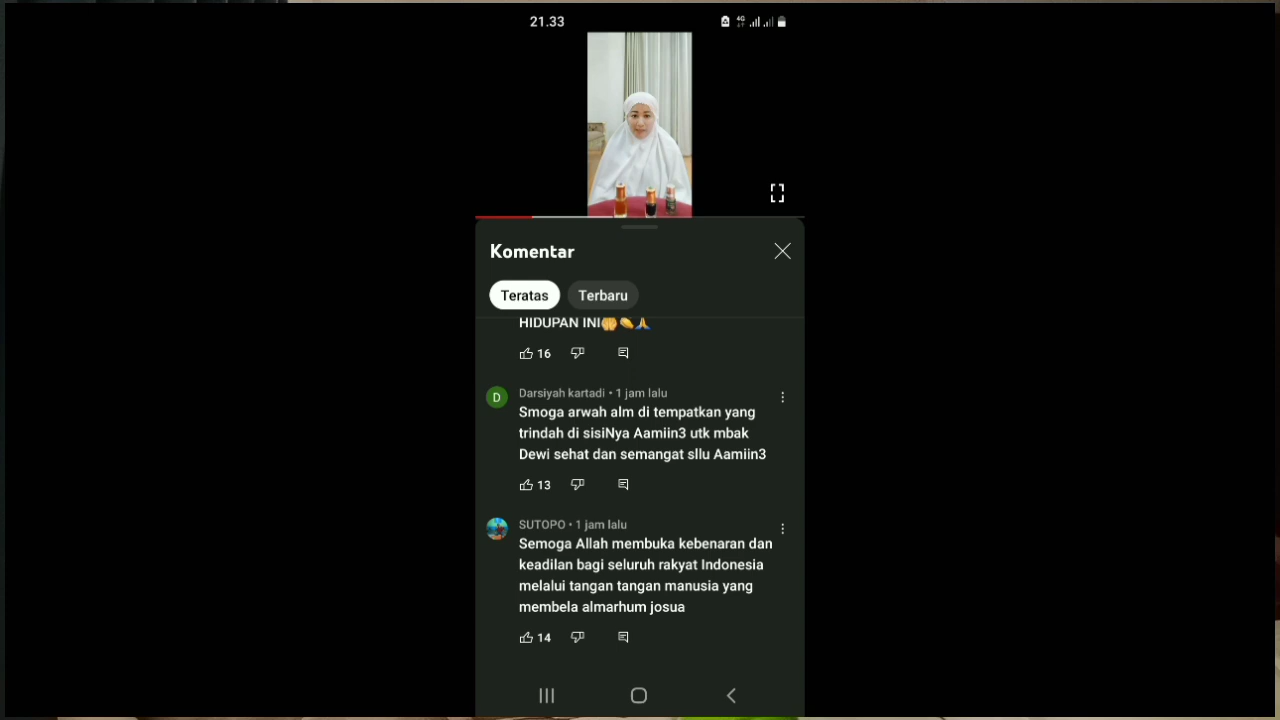 21.33
4G
Komentar
Teratas
Terbaru
HIDUPAN INI🤲👏🙏
16
D
Darsiyah kartadi • 1 jam lalu
Smoga arwah alm di tempatkan yang
trindah di sisiNya Aamiin3 utk mbak
Dewi sehat dan semangat sllu Aamiin3
13
SUTOPO • 1 jam lalu
Semoga Allah membuka kebenaran dan
keadilan bagi seluruh rakyat Indonesia
melalui tangan tangan manusia yang
membela almarhum josua
14